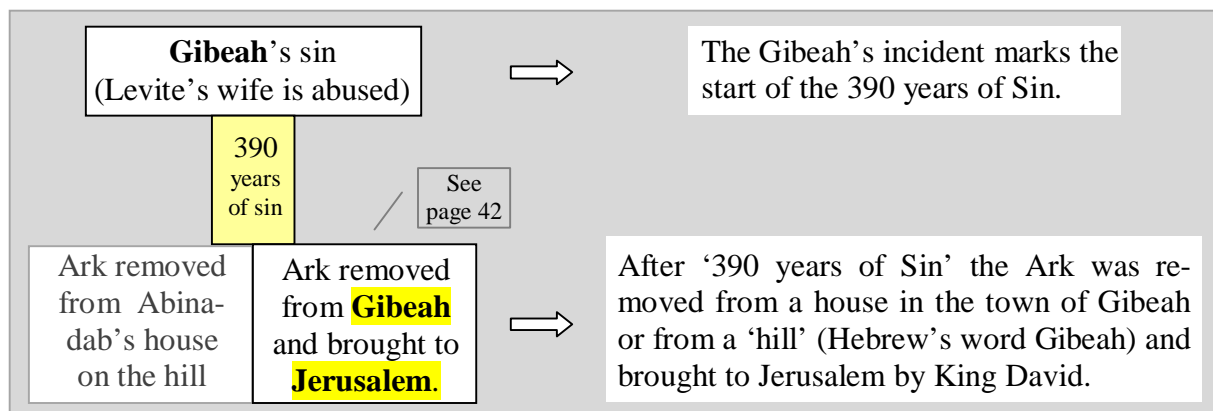 Gibeah’s sin
(Levite’s wife is abused)
The Gibeah’s incident marks the
start of the 390 years of Sin.
390
years
of sin
See
page 42
Ark removed
from Abina-
dab’s house
on the hill
Ark removed
from Gibeah
and brought to
Jerusalem.
After ‘390 years of Sin’ the Ark was re-
moved from a house in the town of Gibeah
or from a ‘hill’ (Hebrew’s word Gibeah) and
brought to Jerusalem by King David.